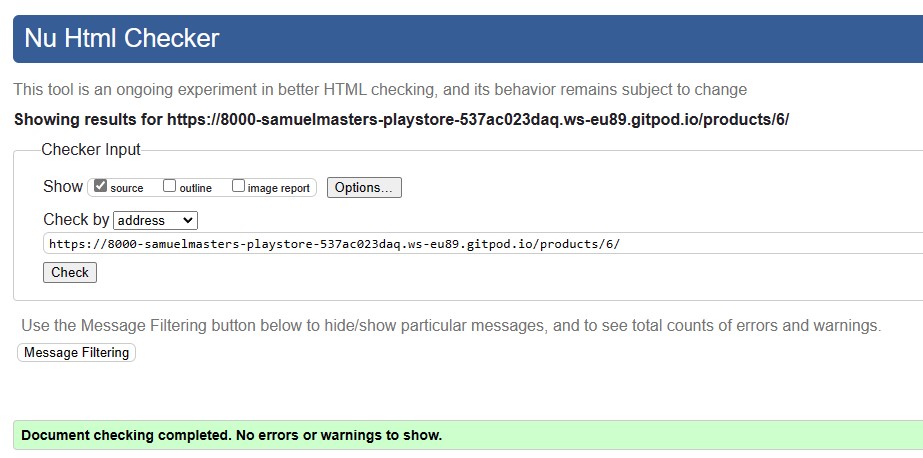 Nu Html Checker
This tool is an ongoing experiment in better HTML checking, and its behavior remains subject to change
Showing results for https://8000-samuelmasters-playstore-537ac023daq.ws-eu89.gitpod.io/products/6/
Checker Input
Show source outline image report Options...
Check by address
https://8000-samuelmasters-playstore-537ac023daq.ws-eu89.gitpod.io/products/6/
Check
Use the Message Filtering button below to hide/show particular messages, and to see total counts of errors and warnings.
Message Filtering
Document checking completed. No errors or warnings to show.